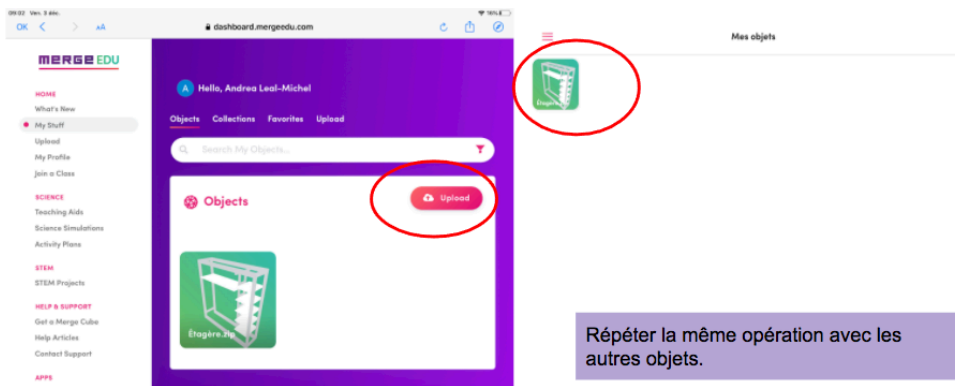 09:02 Ven. 3 déc.
OK
AA
dashboard.mergeedu.com
MERGE EDU
HOME
What's New
My Stuff
Upload
My Profile
Join a Class
SCIENCE
Teaching Aids
Science Simulations
Activity Plans
STEM
STEM Projects
HELP & SUPPORT
Get a Merge Cube
Help Articles
Contact Support
APPS
A Hello, Andrea Leal-Michel
Objects Collections Favorites Upload
Search My Objects...
Objects
Upload
Étagère.zip
Mes objets
Répéter la même opération avec les
autres objets.